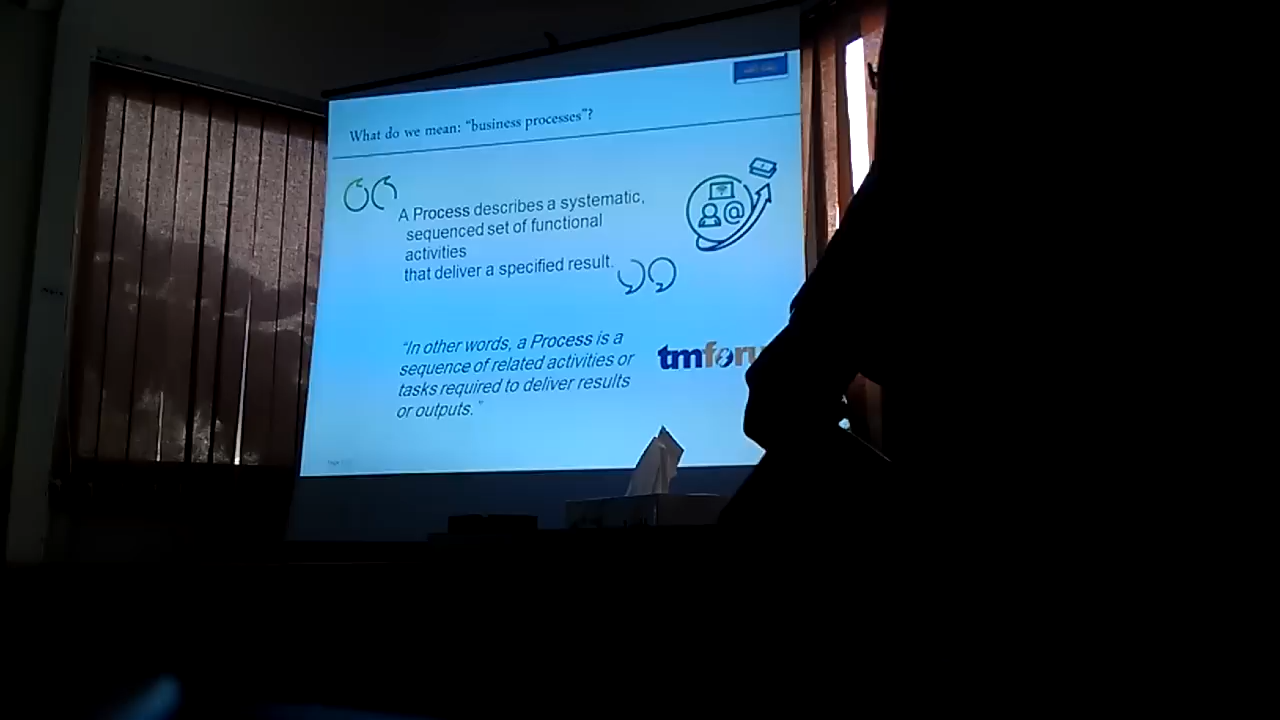 What do we mean: “business processes”?
A Process describes a systematic,
sequenced set of functional
activities
that deliver a specified result.
“In other words, a Process is a
sequence of related activities or
tasks required to deliver results
or outputs.”
tmforu
Page